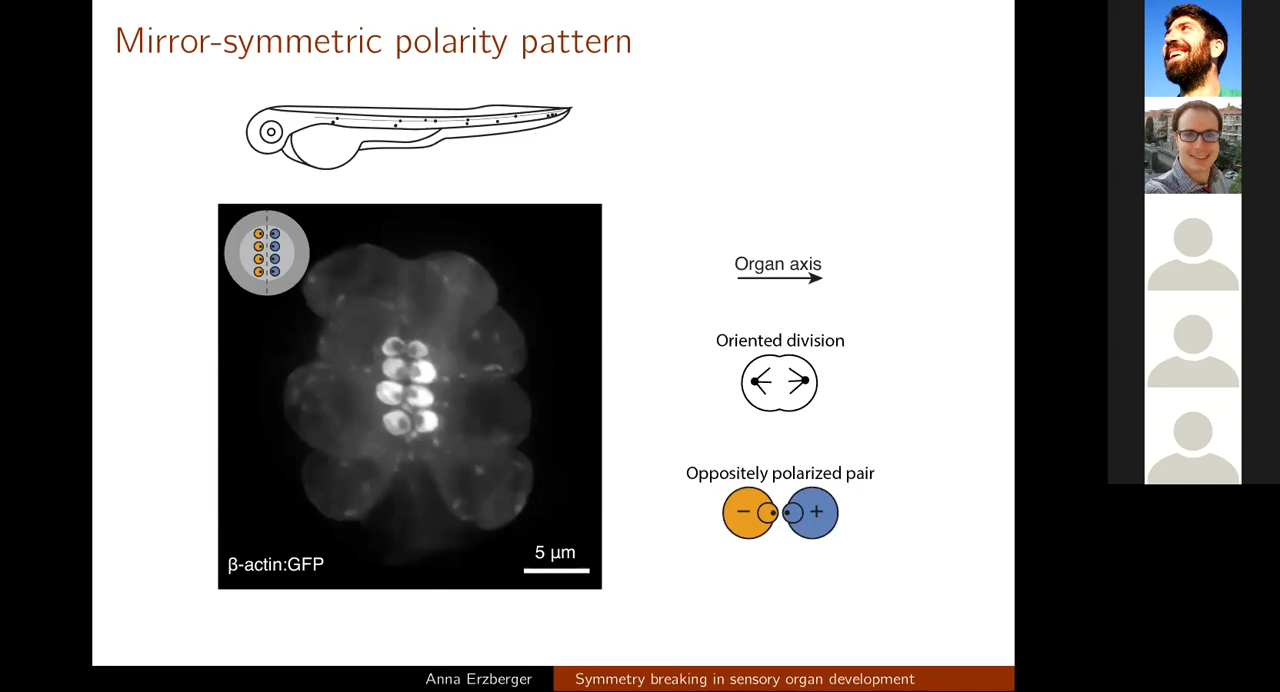 Mirror-symmetric polarity pattern
Organ axis
Oriented division
Oppositely polarized pair
− +
β-actin:GFP
5 μm
Anna Erzberger
Symmetry breaking in sensory organ development